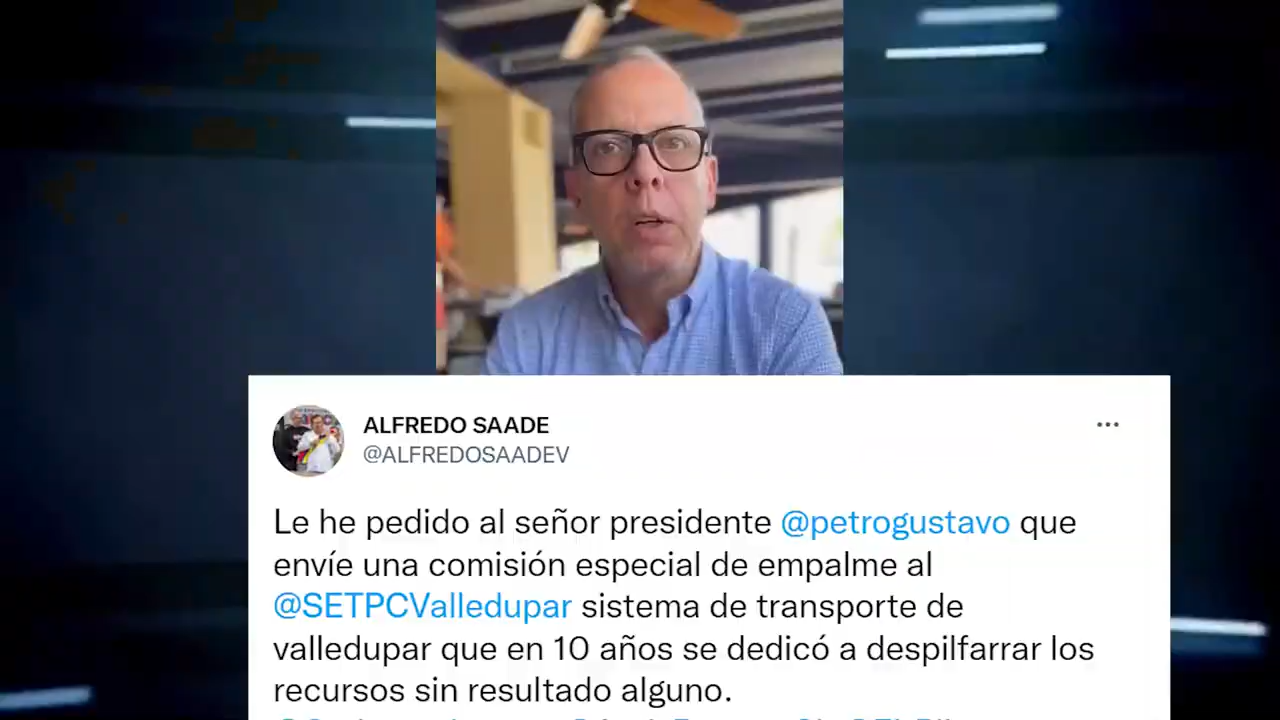 ALFREDO SAADE
@ALFREDOSAADEV
Le he pedido al señor presidente @petrogustavo que
envíe una comisión especial de empalme al
@SETPCValledupar sistema de transporte de
valledupar que en 10 años se dedicó a despilfarrar los
recursos sin resultado alguno.